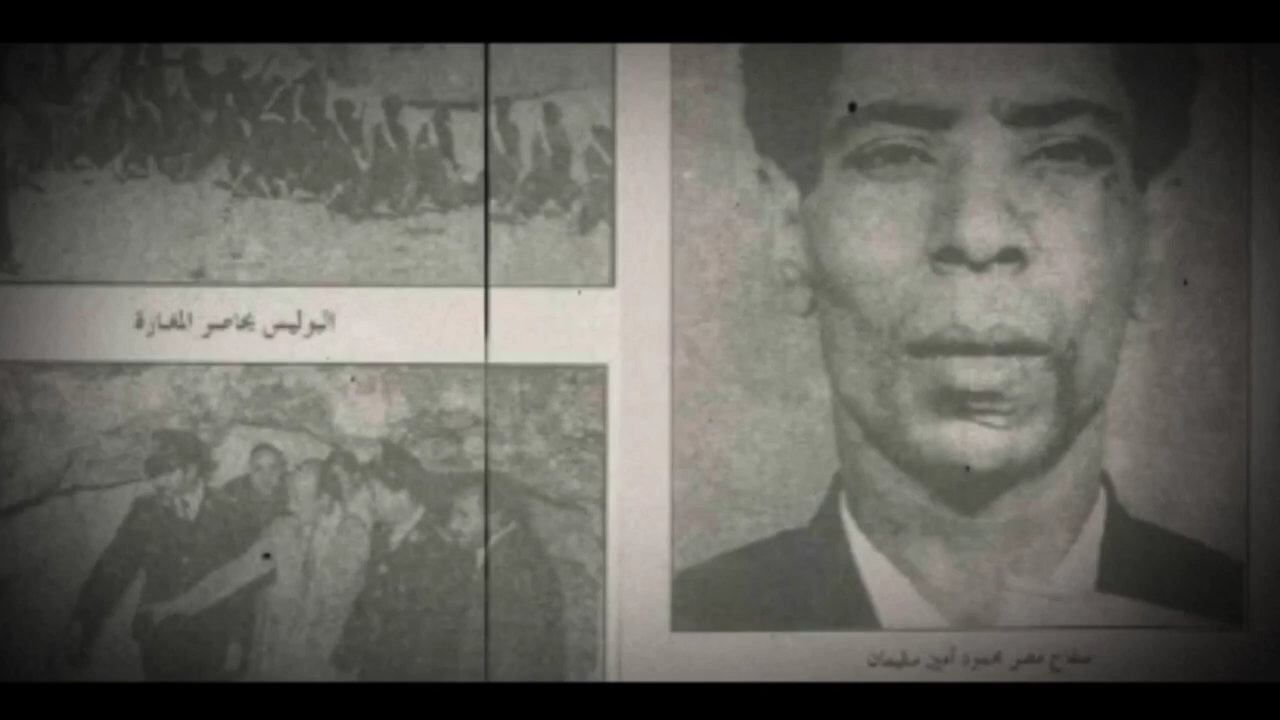 البوليس يحاصر المغارة
سفاح مصر محمود أمين سليمان